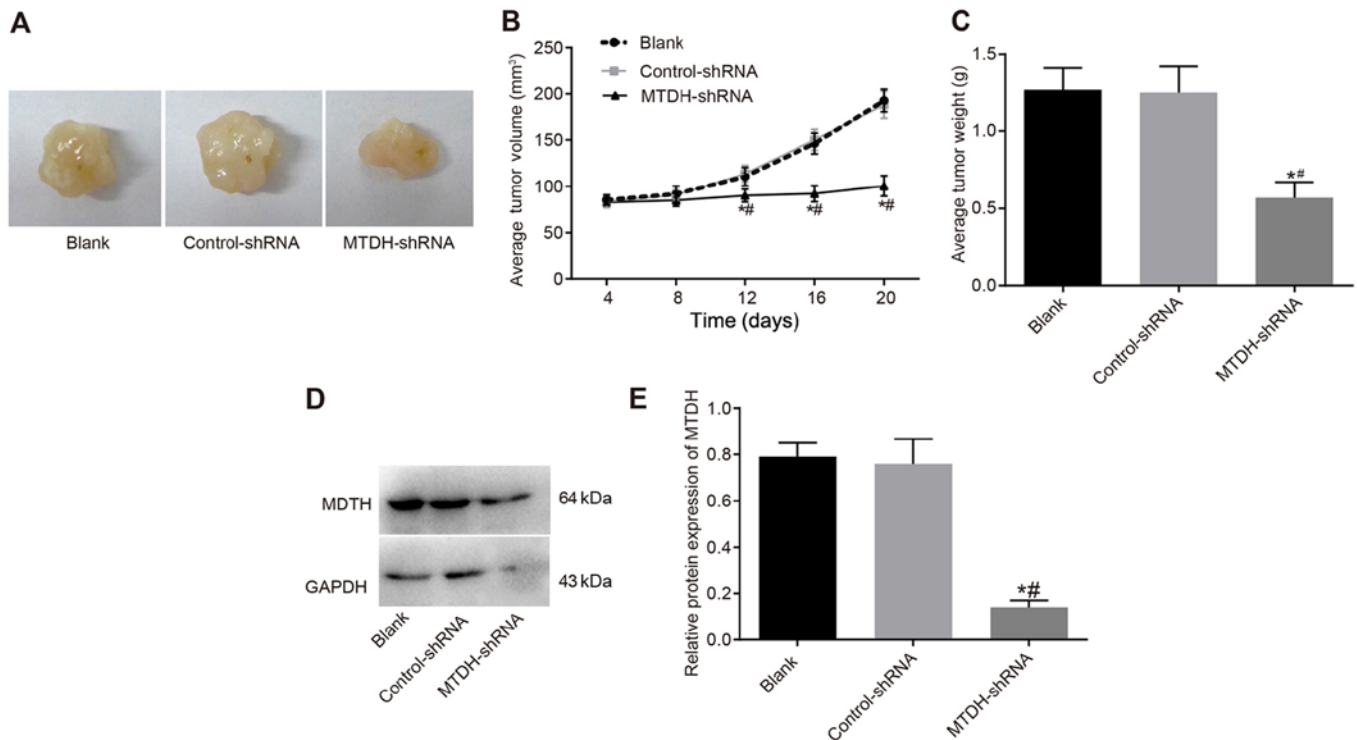 A
Blank
Control-shRNA
MTDH-shRNA
B
Average tumor volume (mm³)
250
200
150
100
50
0
Blank
Control-shRNA
MTDH-shRNA
*#
*#
*#
4
8
12
16
20
Time (days)
C
Average tumor weight (g)
1.5
1.0
0.5
0.0
*#
Blank
Control-shRNA
MTDH-shRNA
D
MDTH
64 kDa
GAPDH
43 kDa
Blank
Control-shRNA
MTDH-shRNA
E
Relative protein expression of MTDH
1.0
0.8
0.6
0.4
0.2
0.0
*#
Blank
Control-shRNA
MTDH-shRNA